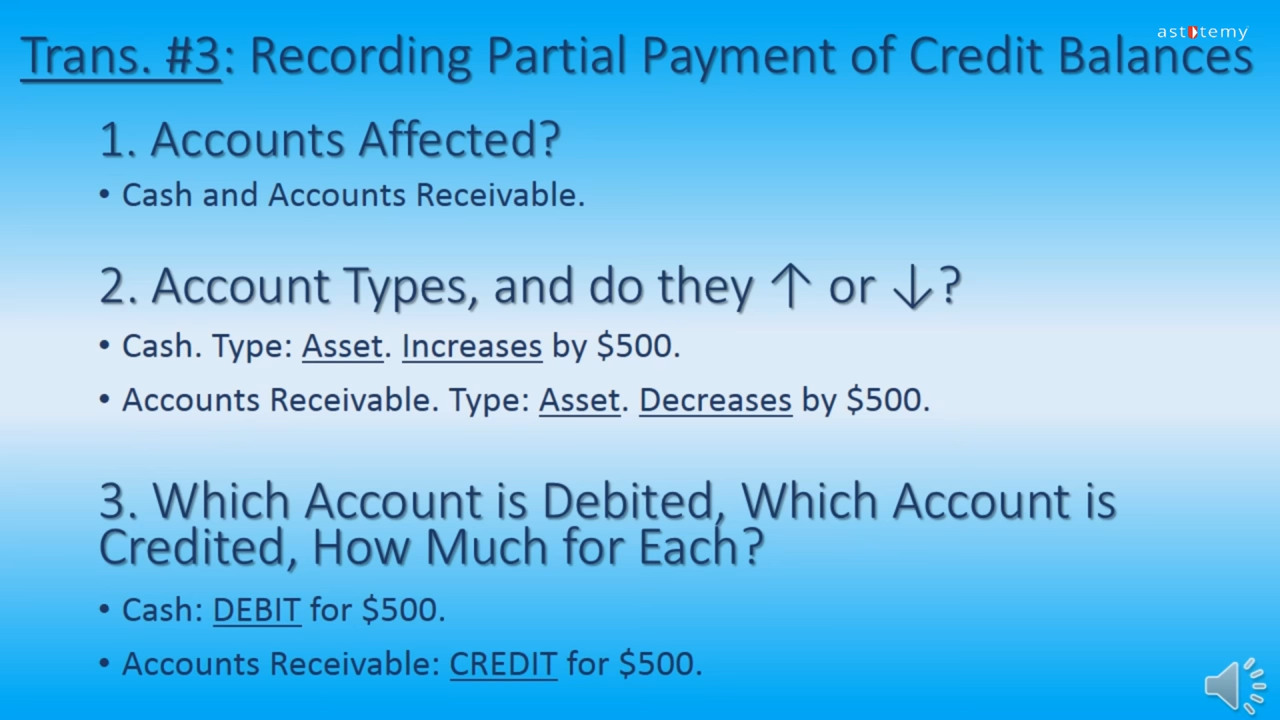 astotemy
Trans. #3: Recording Partial Payment of Credit Balances
1. Accounts Affected?
• Cash and Accounts Receivable.
2. Account Types, and do they ↑ or ↓?
• Cash. Type: Asset. Increases by $500.
• Accounts Receivable. Type: Asset. Decreases by $500.
3. Which Account is Debited, Which Account is
Credited, How Much for Each?
• Cash: DEBIT for $500.
• Accounts Receivable: CREDIT for $500.